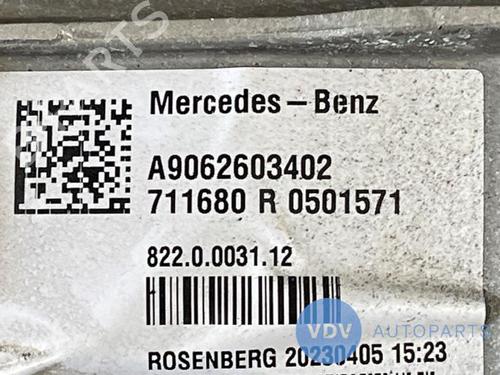 Mercedes-Benz
A9062603402
711680 R 0501571
822.0.0031.12
VDV AUTOPARTS
ROSENBERG 20230405 15:23